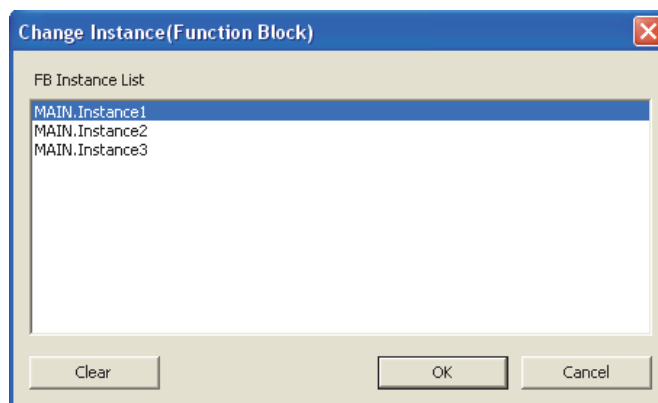 Change Instance(Function Block)
FB Instance List
MAIN.Instance1
MAIN.Instance2
MAIN.Instance3
Clear OK Cancel